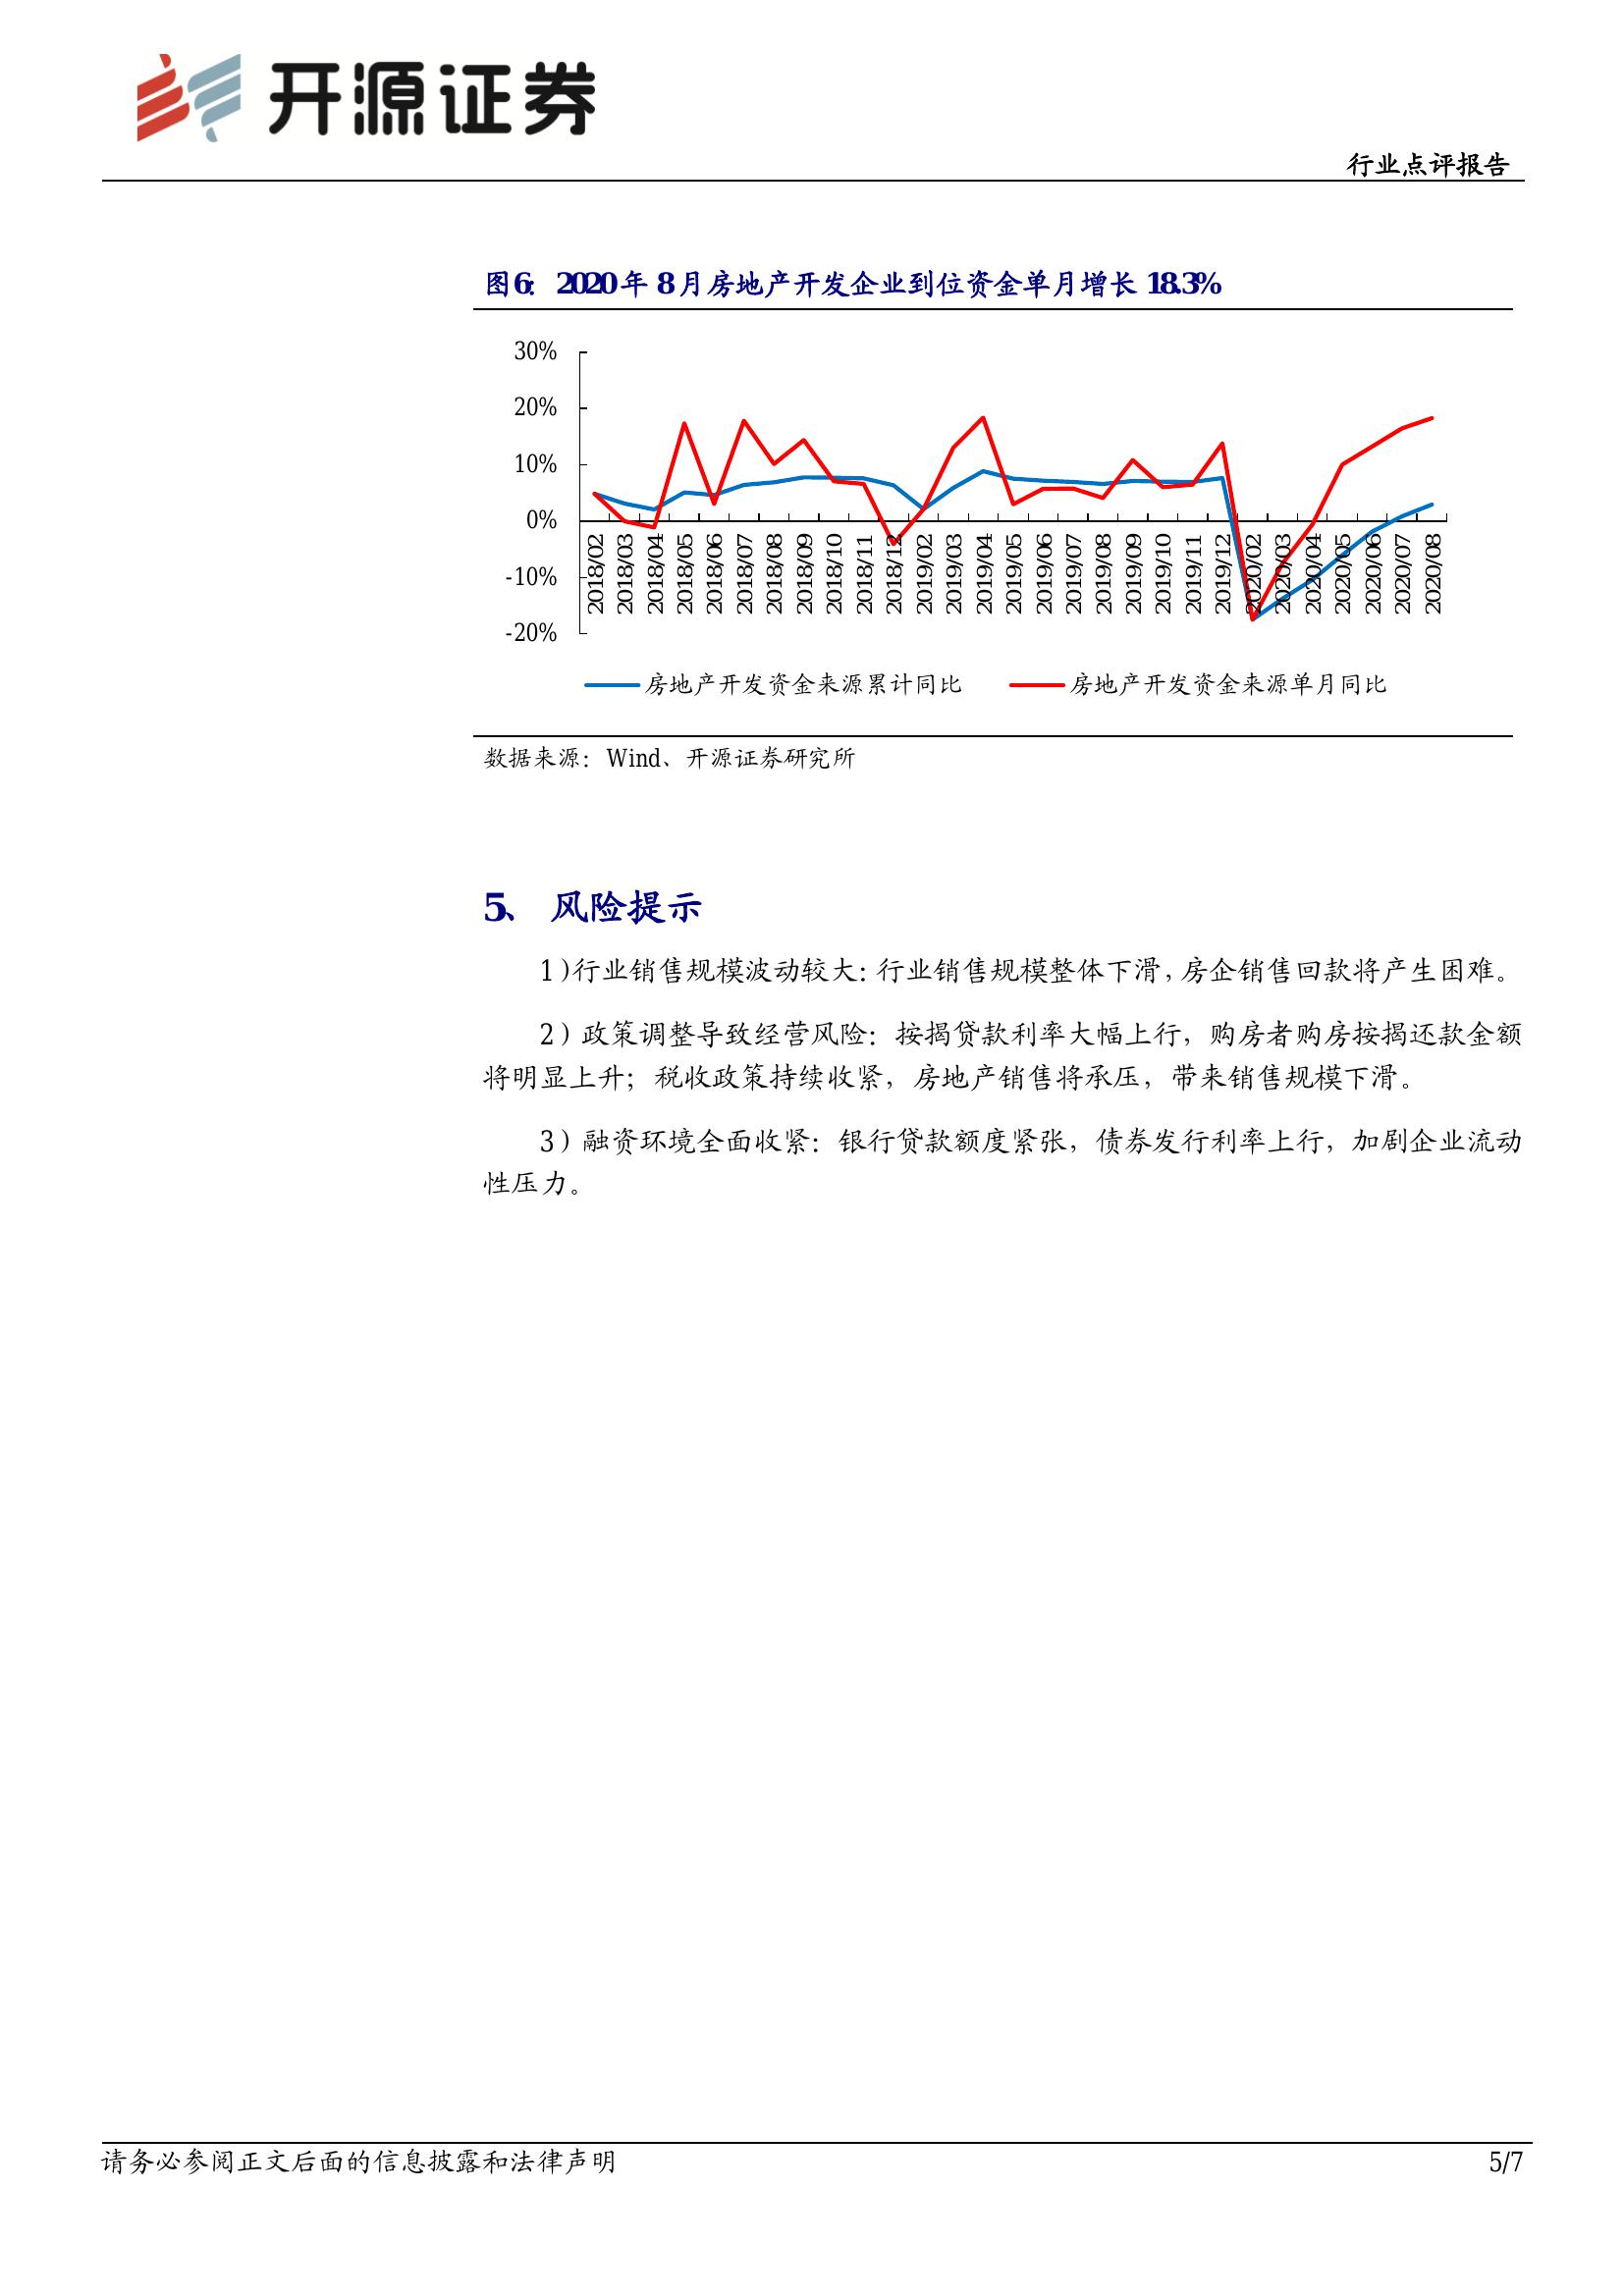 开源证券
行业点评报告
图6：2020年8月房地产开发企业到位资金单月增长18.3%
30%
20%
10%
0%
-10%
-20%
2018/02
2018/03
2018/04
2018/05
2018/06
2018/07
2018/08
2018/09
2018/10
2018/11
2018/12
2019/02
2019/03
2019/04
2019/05
2019/06
2019/07
2019/08
2019/09
2019/10
2019/11
2019/12
2020/02
2020/03
2020/04
2020/05
2020/06
2020/07
2020/08
房地产开发资金来源累计同比 房地产开发资金来源单月同比
数据来源：Wind、开源证券研究所
5、 风险提示
1）行业销售规模波动较大：行业销售规模整体下滑，房企销售回款将产生困难。
2）政策调整导致经营风险：按揭贷款利率大幅上行，购房者购房按揭还款金额
将明显上升；税收政策持续收紧，房地产销售将承压，带来销售规模下滑。
3）融资环境全面收紧：银行贷款额度紧张，债券发行利率上行，加剧企业流动
性压力。
请务必参阅正文后面的信息披露和法律声明 5/7